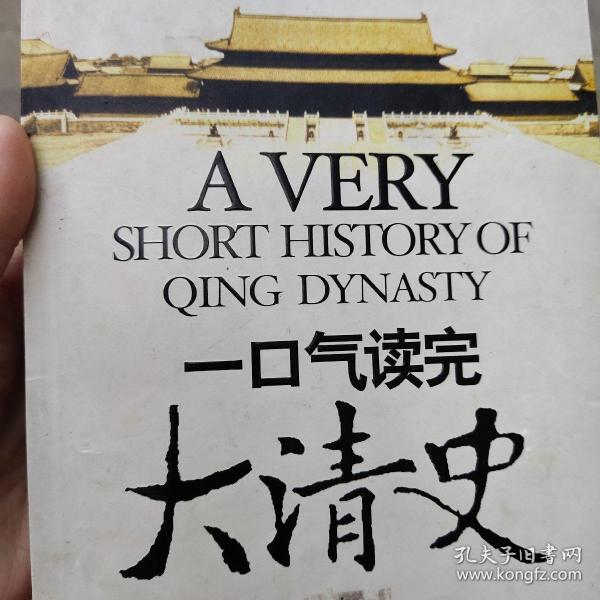 A VERY
SHORT HISTORY OF
QING DYNASTY
一口气读完
大清史
孔夫子旧書网
www.kongfz.com